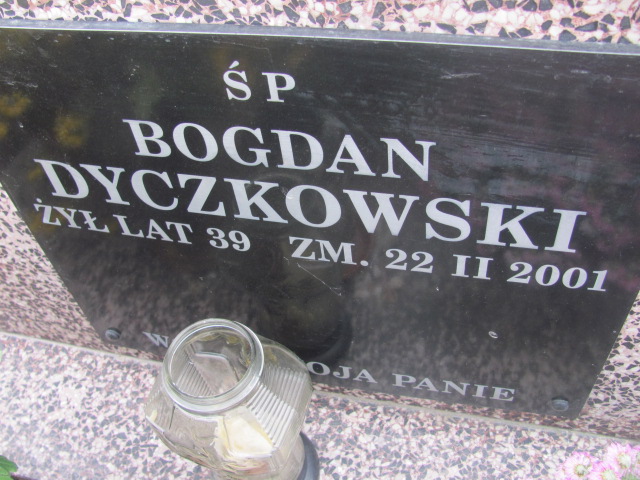 ŚP
BOGDAN
DYCZKOWSKI
ŻYŁ LAT 39 ZM. 22 II 2001
PANIE